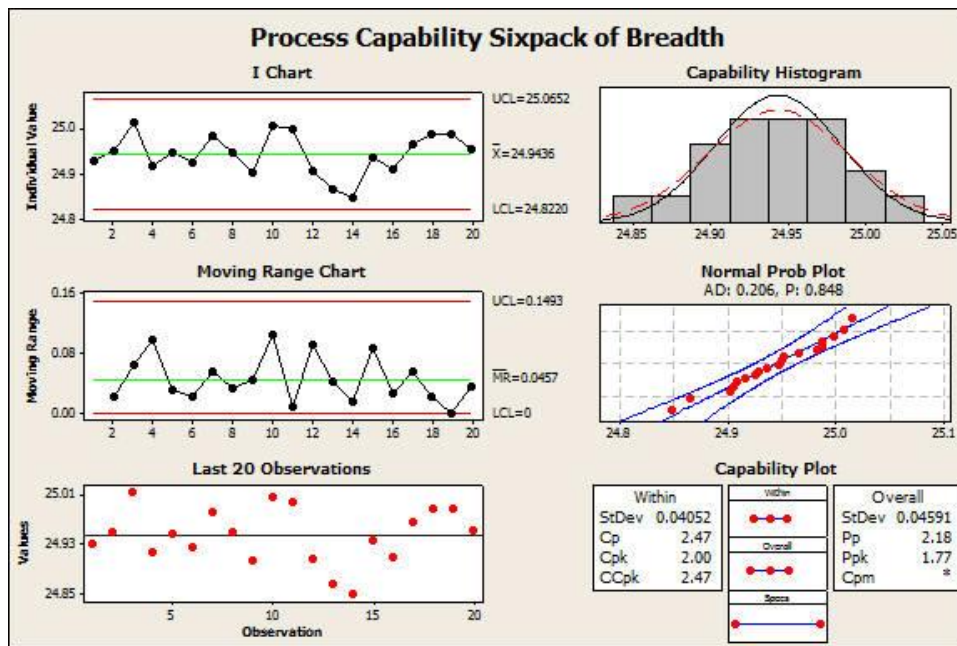 Process Capability Sixpack of Breadth
I Chart
Individual Value
25.0
24.9
24.8
2 4 6 8 10 12 14 16 18 20
UCL=25.0652
X=24.9436
LCL=24.8220
Capability Histogram
24.85 24.90 24.95 25.00 25.05
Moving Range Chart
Moving Range
0.16
0.08
0.00
2 4 6 8 10 12 14 16 18 20
UCL=0.1493
MR=0.0457
LCL=0
Normal Prob Plot
AD: 0.206, P: 0.848
24.8 24.9 25.0 25.1
Last 20 Observations
Values
25.01
24.93
24.85
5 10 15 20
Observation
Capability Plot
Within
StDev 0.04052
Cp 2.47
Cpk 2.00
CCpk 2.47
Within
Overall
Specs
Overall
StDev 0.04591
Pp 2.18
Ppk 1.77
Cpm *